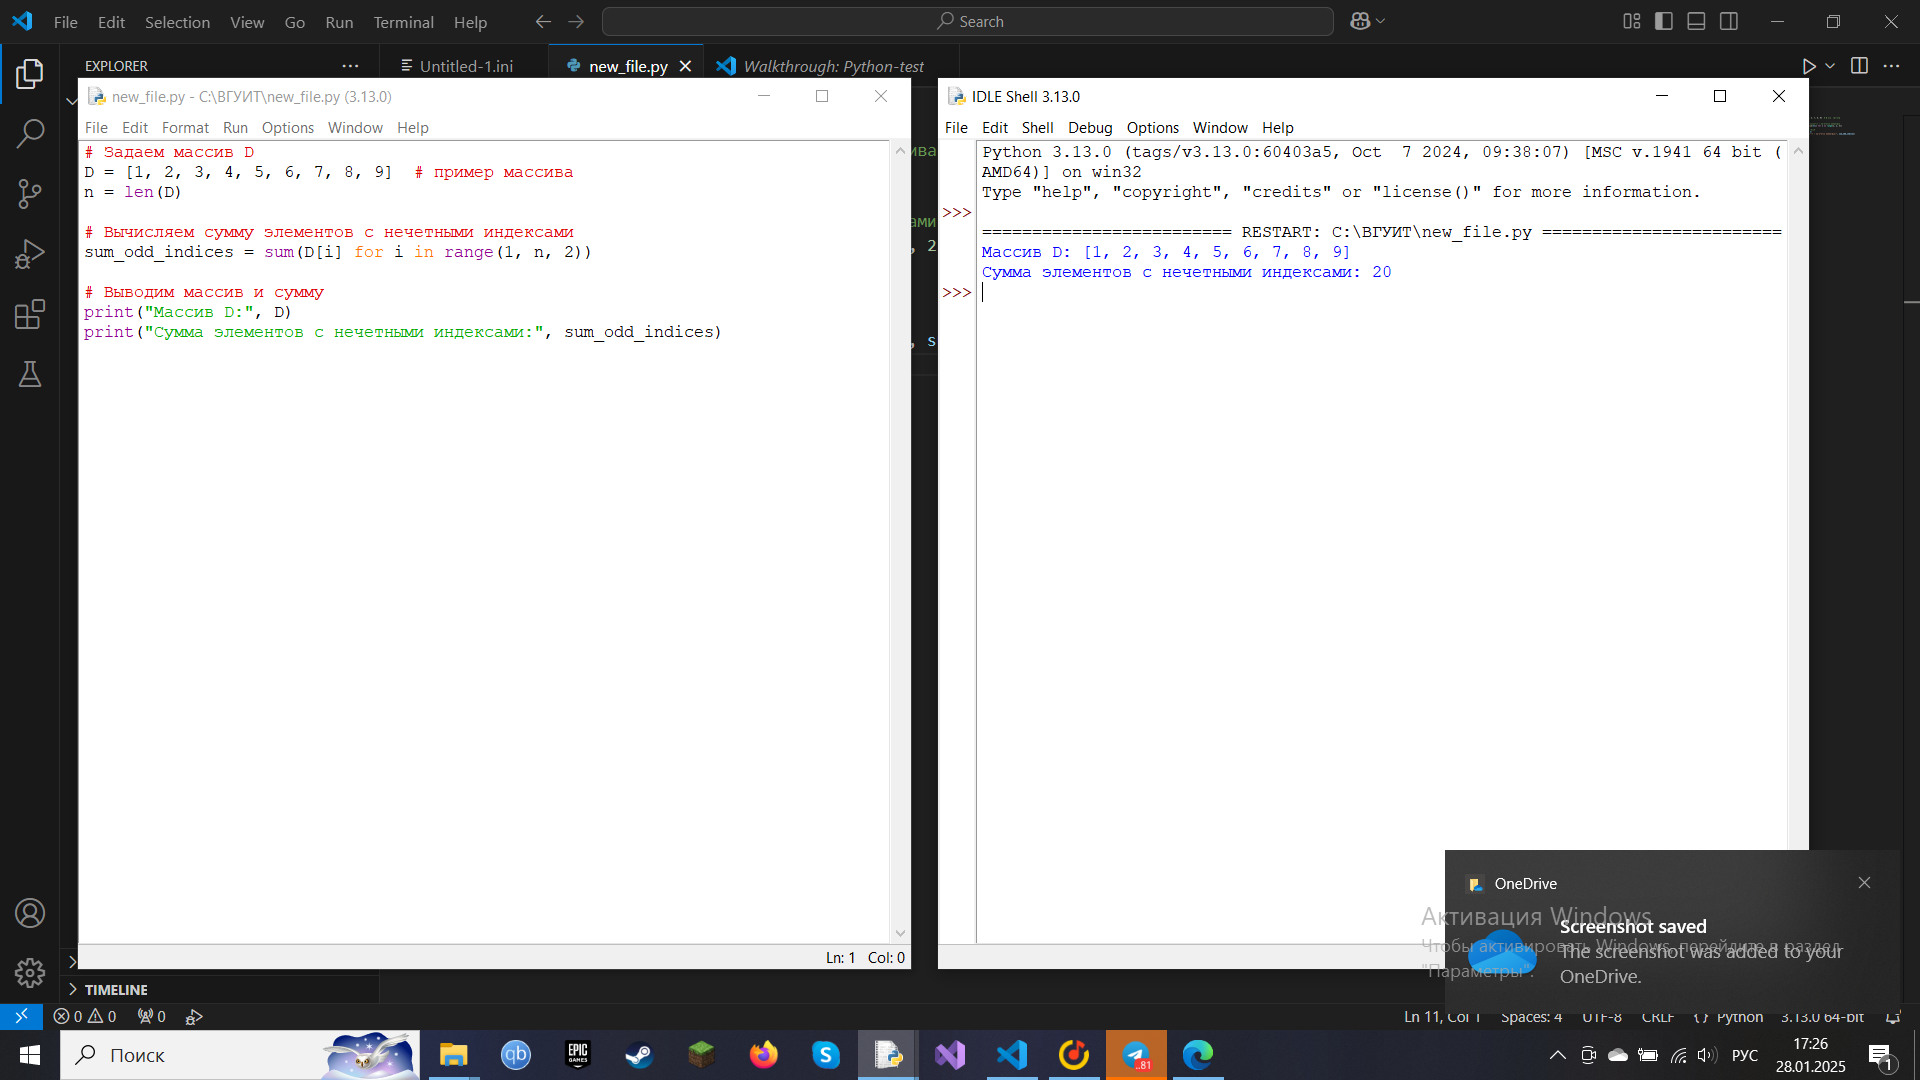 File Edit Selection View Go Run Terminal Help
Search
EXPLORER
Untitled-1.ini
new_file.py
Walkthrough: Python-test
new_file.py - C:\ВГУИТ\new_file.py (3.13.0)
File Edit Format Run Options Window Help
# Задаем массив D
D = [1, 2, 3, 4, 5, 6, 7, 8, 9]  # пример массива
n = len(D)
# Вычисляем сумму элементов с нечетными индексами
sum_odd_indices = sum(D[i] for i in range(1, n, 2))
# Выводим массив и сумму
print("Массив D:", D)
print("Сумма элементов с нечетными индексами:", sum_odd_indices)
Ln: 1 Col: 0
ива
ами
, 2
, s
IDLE Shell 3.13.0
File Edit Shell Debug Options Window Help
Python 3.13.0 (tags/v3.13.0:60403a5, Oct  7 2024, 09:38:07) [MSC v.1941 64 bit (
AMD64)] on win32
Type "help", "copyright", "credits" or "license()" for more information.
>>>
========================= RESTART: C:\ВГУИТ\new_file.py ========================
Массив D: [1, 2, 3, 4, 5, 6, 7, 8, 9]
Сумма элементов с нечетными индексами: 20
>>>
OneDrive
Screenshot saved
The screenshot was added to your
OneDrive.
Активация Windows
Чтобы активировать Windows, перейдите в раздел
"Параметры".
TIMELINE
0 0 0
Ln 11, Col 1 Spaces: 4 UTF-8 CRLF {} Python 3.13.0 64-bit
Поиск
qb
EPIC
GAMES
S
..81
РУС
17:26
28.01.2025
1